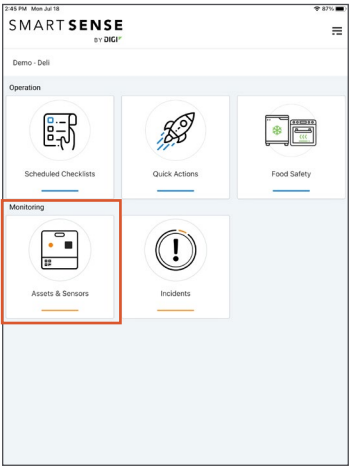 2:45 PM Mon Jul 18
87%
SMARTSENSE
BY DIGI
Demo - Deli
Operation
Scheduled Checklists
Quick Actions
Food Safety
Monitoring
Assets & Sensors
Incidents